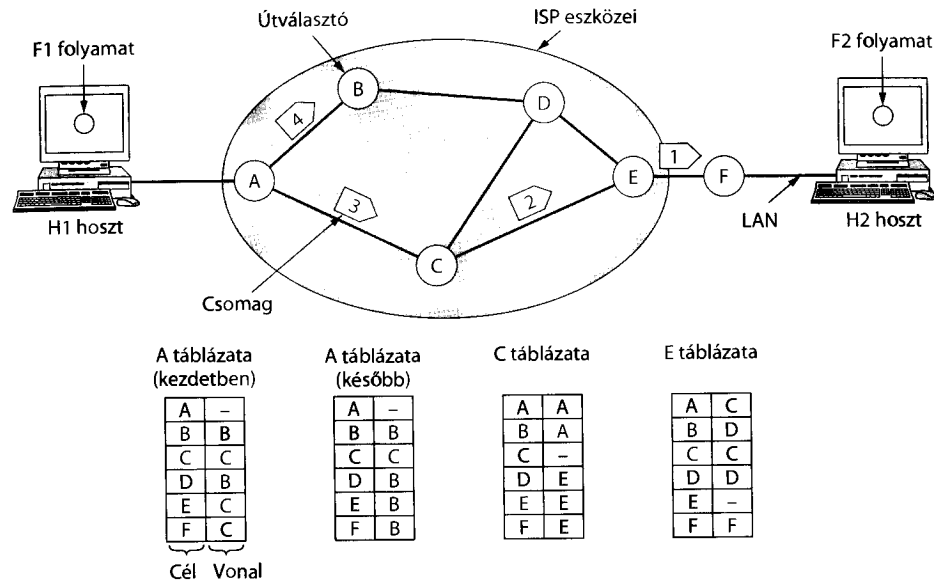 Útválasztó
ISP eszközei
F1 folyamat
F2 folyamat
B
D
4
A
3
2
E
1
F
C
H1 hoszt
LAN
H2 hoszt
Csomag
A táblázata
(kezdetben)
A –
B B
C C
D B
E C
F C
Cél Vonal
A táblázata
(később)
A –
B B
C C
D B
E B
F B
C táblázata
A A
B A
C –
D E
E E
F E
E táblázata
A C
B D
C C
D D
E –
F F